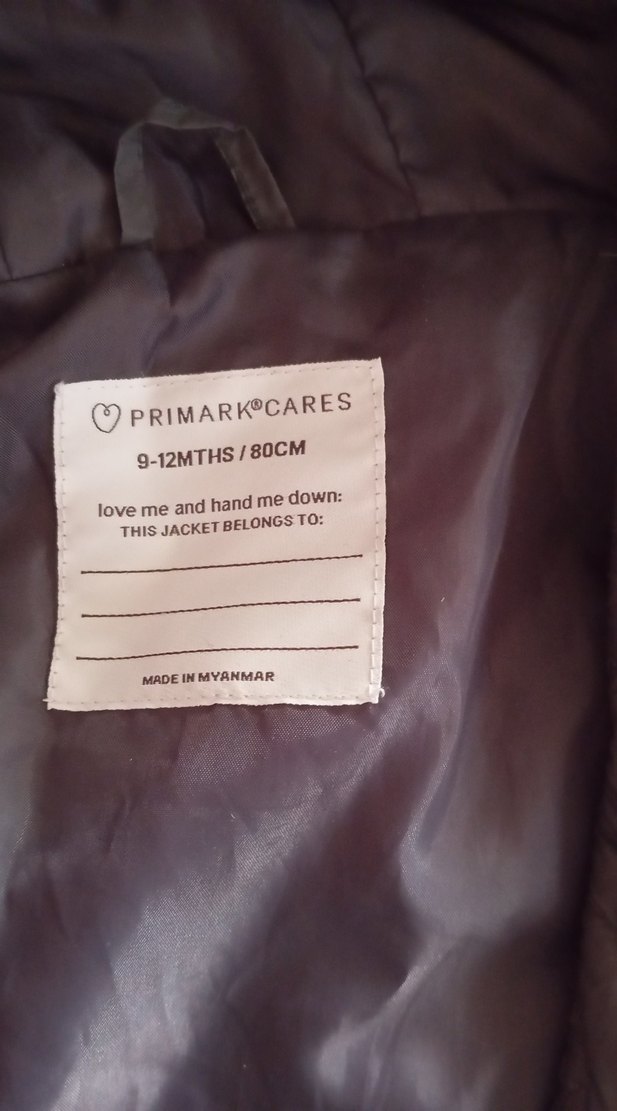 PRIMARK®CARES
9-12MTHS / 80CM
love me and hand me down:
THIS JACKET BELONGS TO:
MADE IN MYANMAR